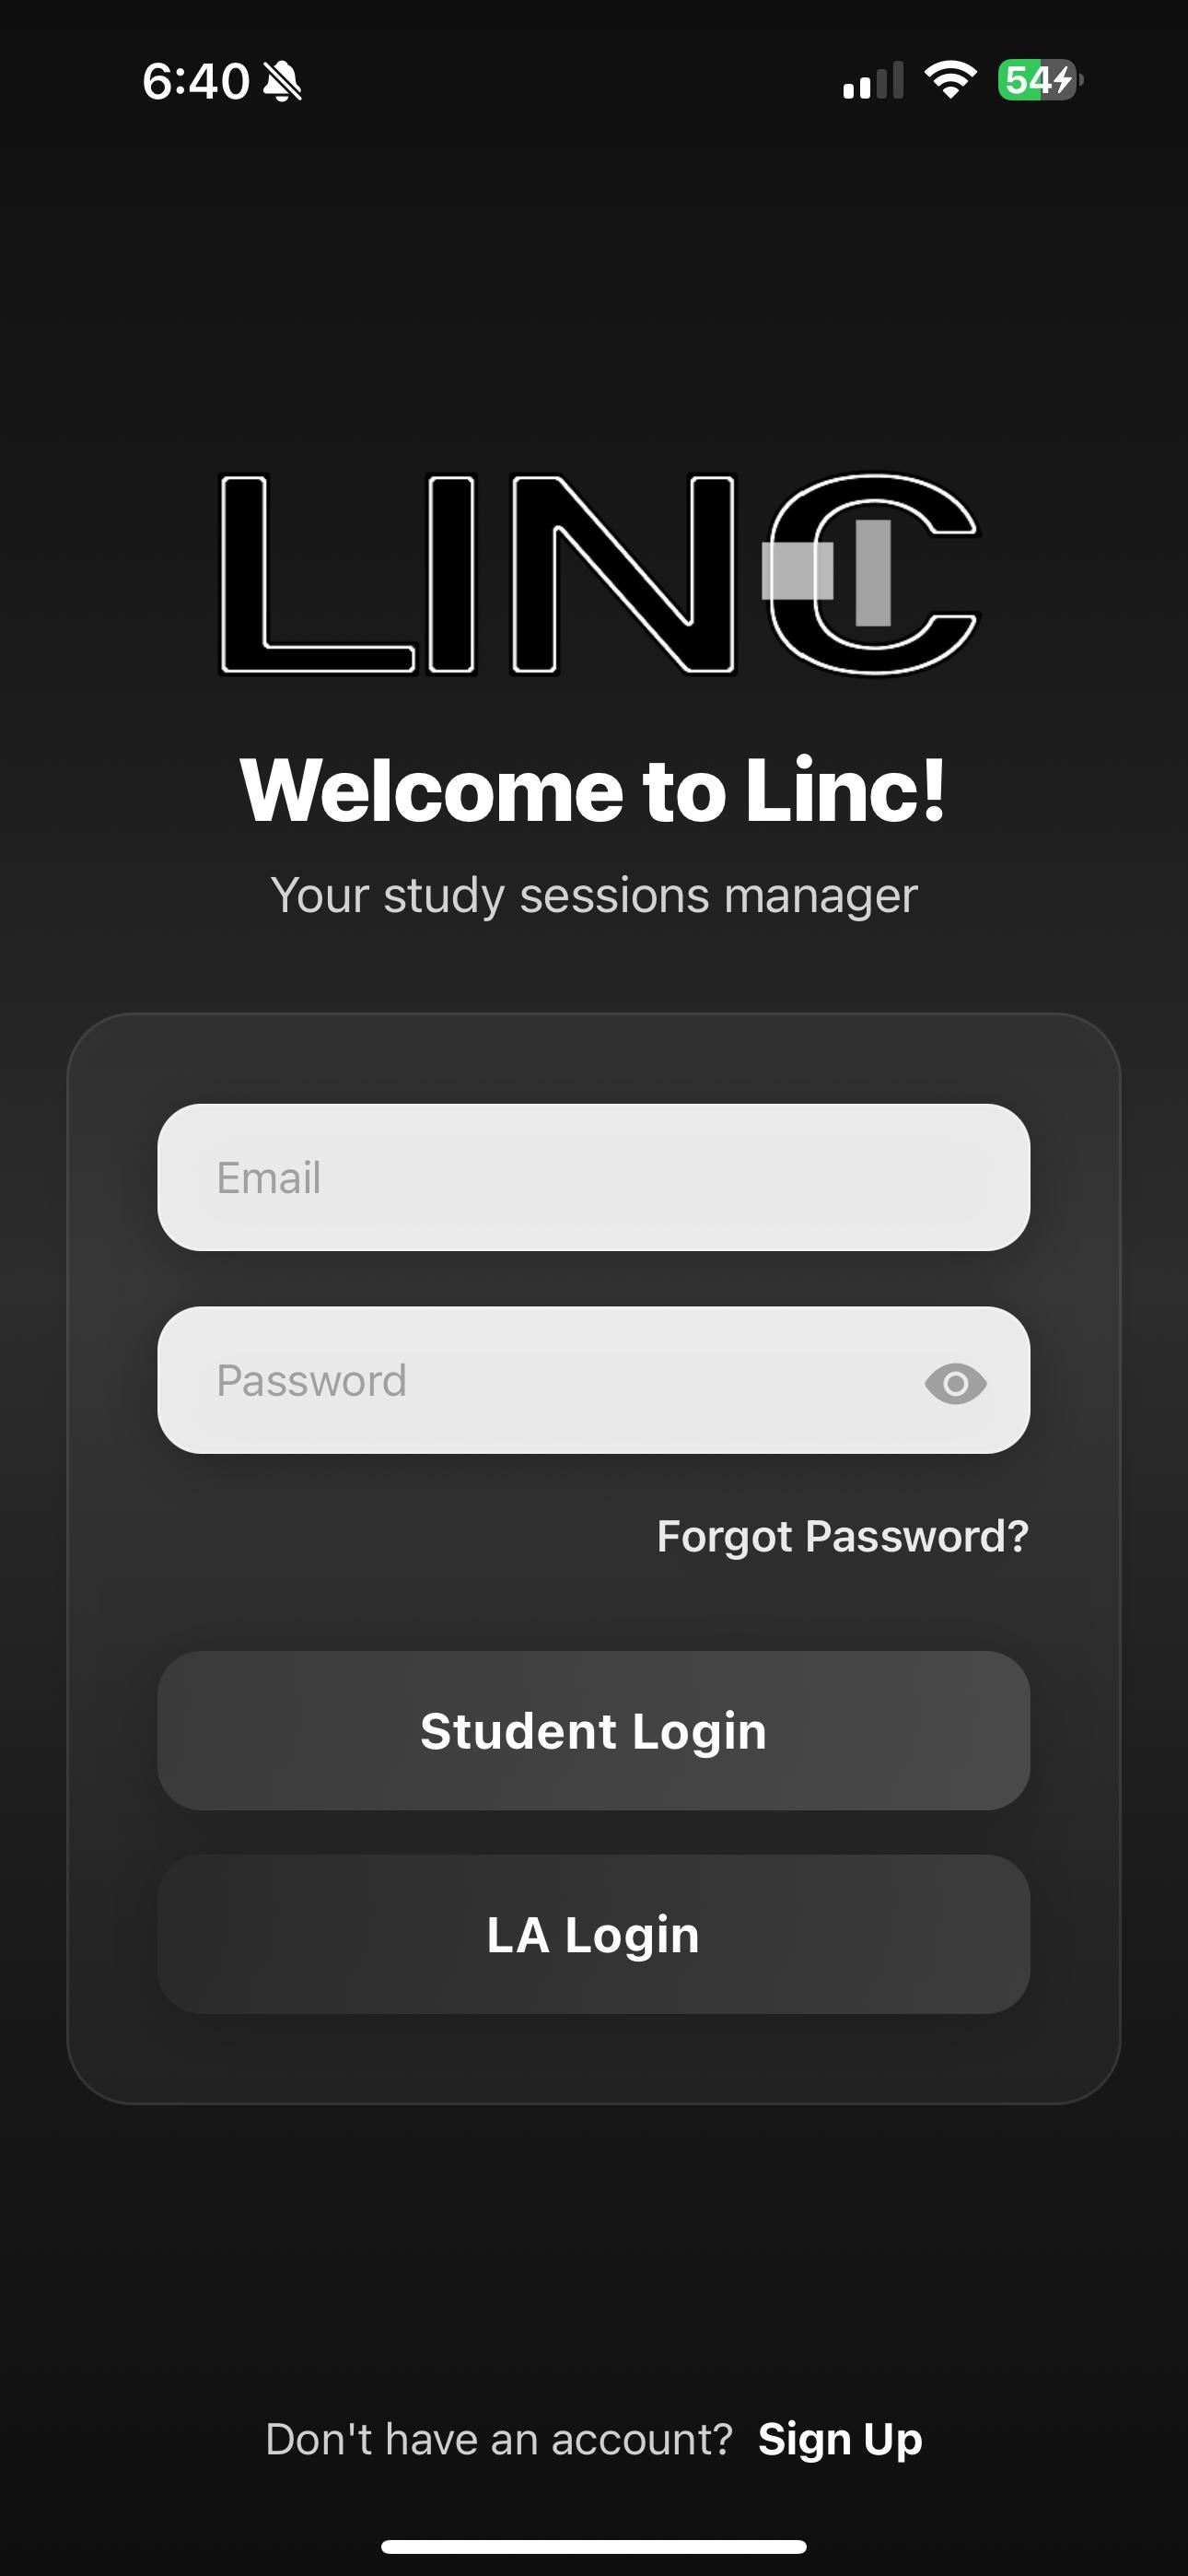 6:40
54
LINC
Welcome to Linc!
Your study sessions manager
Email
Password
Forgot Password?
Student Login
LA Login
Don't have an account? Sign Up